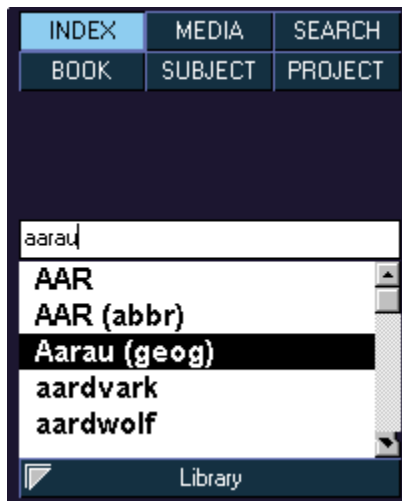 INDEX MEDIA SEARCH
BOOK SUBJECT PROJECT
aarau
AAR
AAR (abbr)
Aarau (geog)
aardvark
aardwolf
Library